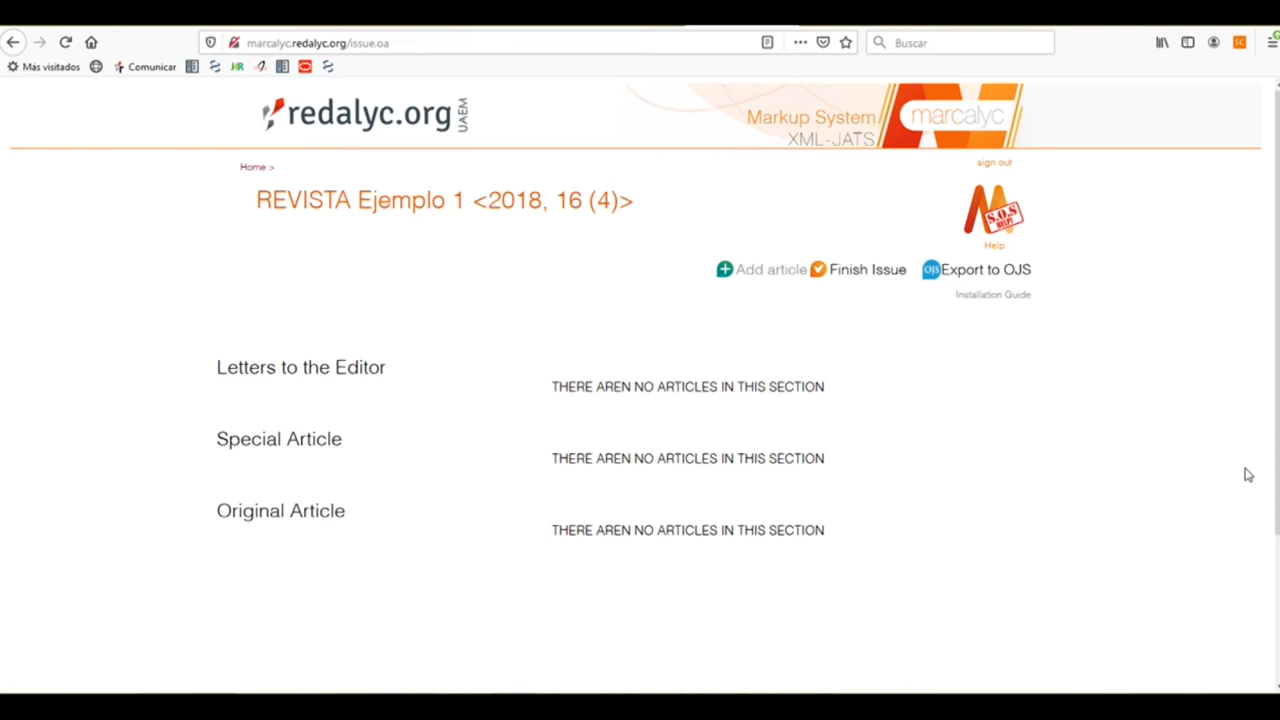 marcalyc.redalyc.org/issue.oa
Buscar
Más visitados
Comunicar
redalyc.org
UAEM
Markup System
XML-JATS
marcalyc
Home >
sign out
REVISTA Ejemplo 1 <2018, 16 (4)>
S.O.S
HELP!
Help
Add article
Finish Issue
OJS
Export to OJS
Installation Guide
Letters to the Editor
THERE AREN NO ARTICLES IN THIS SECTION
Special Article
THERE AREN NO ARTICLES IN THIS SECTION
Original Article
THERE AREN NO ARTICLES IN THIS SECTION